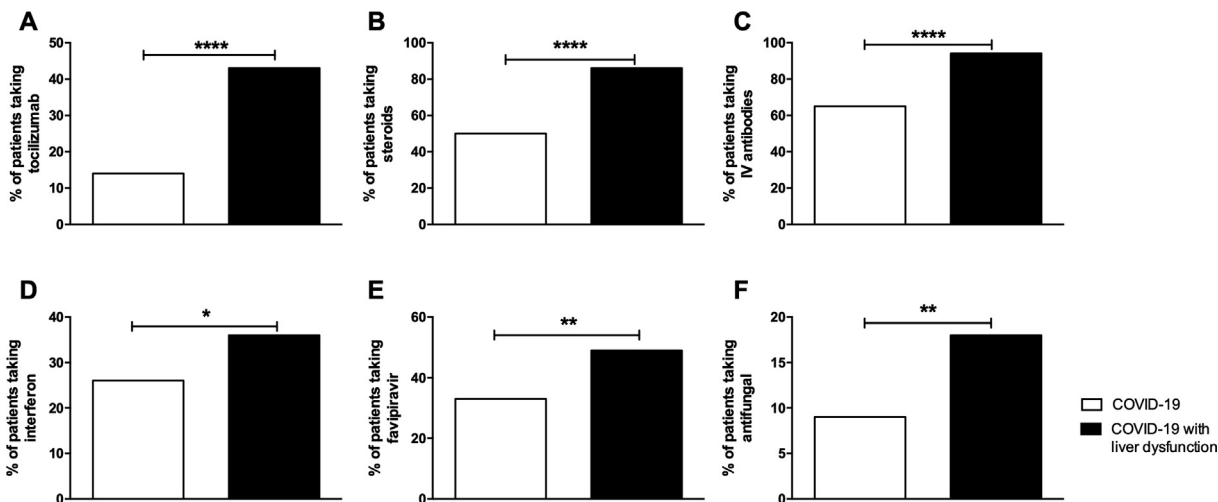 A
% of patients taking
tocilizumab
50
40
30
20
10
0
****
B
% of patients taking
steroids
100
80
60
40
20
0
****
C
% of patients taking
IV antibodies
100
80
60
40
20
0
****
D
% of patients taking
interferon
40
30
20
10
0
*
E
% of patients taking
favipiravir
60
40
20
0
**
F
% of patients taking
antifungal
20
15
10
5
0
**
COVID-19
COVID-19 with
liver dysfunction